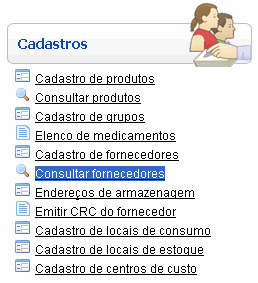 Cadastros
Cadastro de produtos
Consultar produtos
Cadastro de grupos
Elenco de medicamentos
Cadastro de fornecedores
Consultar fornecedores
Endereços de armazenagem
Emitir CRC do fornecedor
Cadastro de locais de consumo
Cadastro de locais de estoque
Cadastro de centros de custo